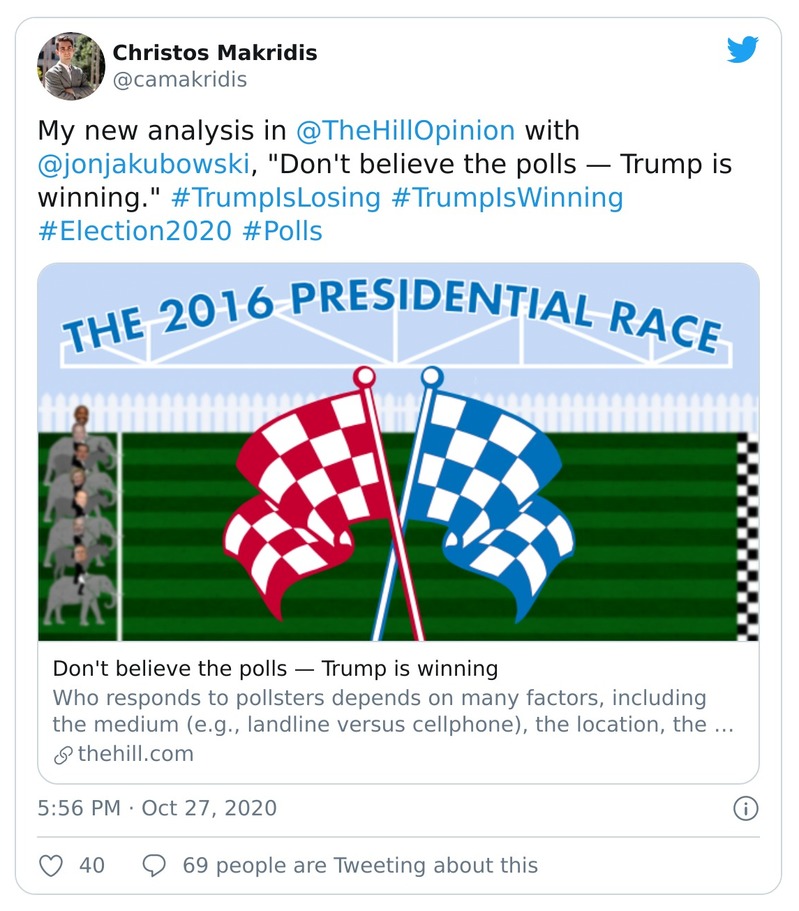 Christos Makridis
@camakridis
My new analysis in @TheHillOpinion with
@jonjakubowski, "Don't believe the polls — Trump is
winning." #TrumpIsLosing #TrumpIsWinning
#Election2020 #Polls
THE 2016 PRESIDENTIAL RACE
Don't believe the polls — Trump is winning
Who responds to pollsters depends on many factors, including
the medium (e.g., landline versus cellphone), the location, the ...
thehill.com
5:56 PM · Oct 27, 2020
40 69 people are Tweeting about this